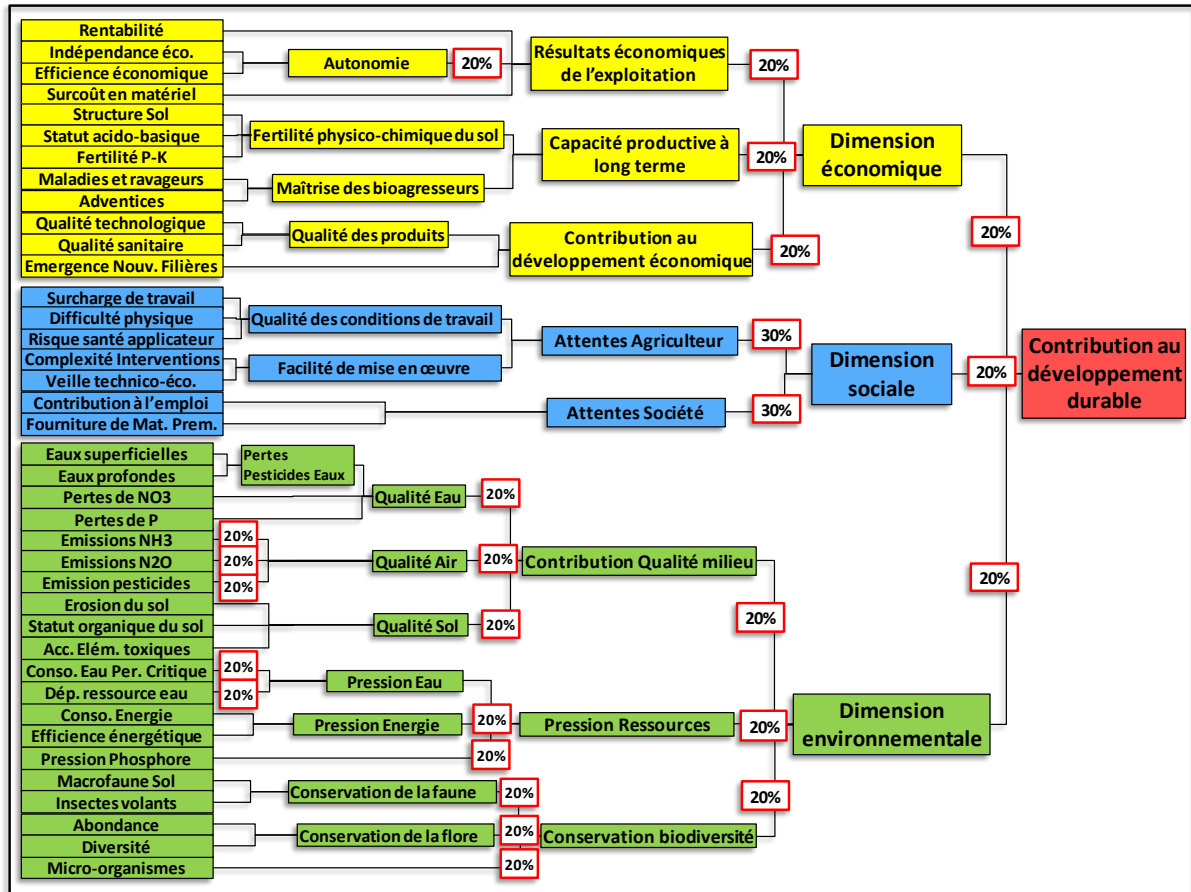 Rentabilité
Indépendance éco.
Efficience économique
Surcoût en matériel
Structure Sol
Statut acido-basique
Fertilité P-K
Maladies et ravageurs
Adventices
Qualité technologique
Qualité sanitaire
Emergence Nouv. Filières
Autonomie
20%
Fertilité physico-chimique du sol
Maîtrise des bioagresseurs
Qualité des produits
Résultats économiques
de l'exploitation
Capacité productive à
long terme
Contribution au
développement économique
20%
20%
20%
Dimension
économique
20%
Surcharge de travail
Difficulté physique
Risque santé applicateur
Complexité Interventions
Veille technico-éco.
Contribution à l'emploi
Fourniture de Mat. Prem.
Qualité des conditions de travail
Facilité de mise en œuvre
Attentes Agriculteur
Attentes Société
30%
30%
Dimension
sociale
20%
Contribution au
développement
durable
Eaux superficielles
Eaux profondes
Pertes de NO3
Pertes de P
Emissions NH3
Emissions N2O
Emission pesticides
Erosion du sol
Statut organique du sol
Acc. Elém. toxiques
Conso. Eau Per. Critique
Dép. ressource eau
Conso. Energie
Efficience énergétique
Pression Phosphore
Macrofaune Sol
Insectes volants
Abondance
Diversité
Micro-organismes
Pertes
Pesticides Eaux
20%
20%
20%
20%
20%
Qualité Eau
Qualité Air
Qualité Sol
Pression Eau
Pression Energie
Conservation de la faune
Conservation de la flore
20%
20%
20%
20%
20%
20%
20%
20%
Contribution Qualité milieu
Pression Ressources
Conservation biodiversité
20%
20%
20%
Dimension
environnementale
20%